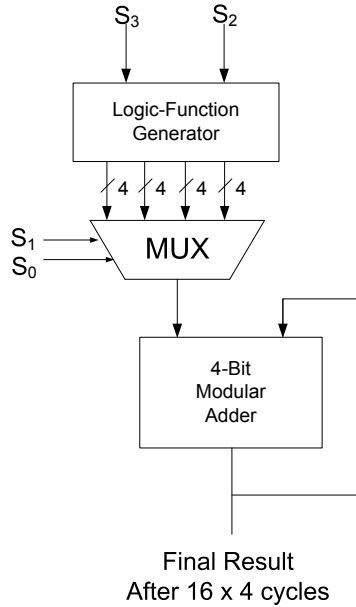 S₃ S₂
Logic-Function
Generator
4 4 4 4
S₁
S₀
MUX
4-Bit
Modular
Adder
Final Result
After 16 x 4 cycles